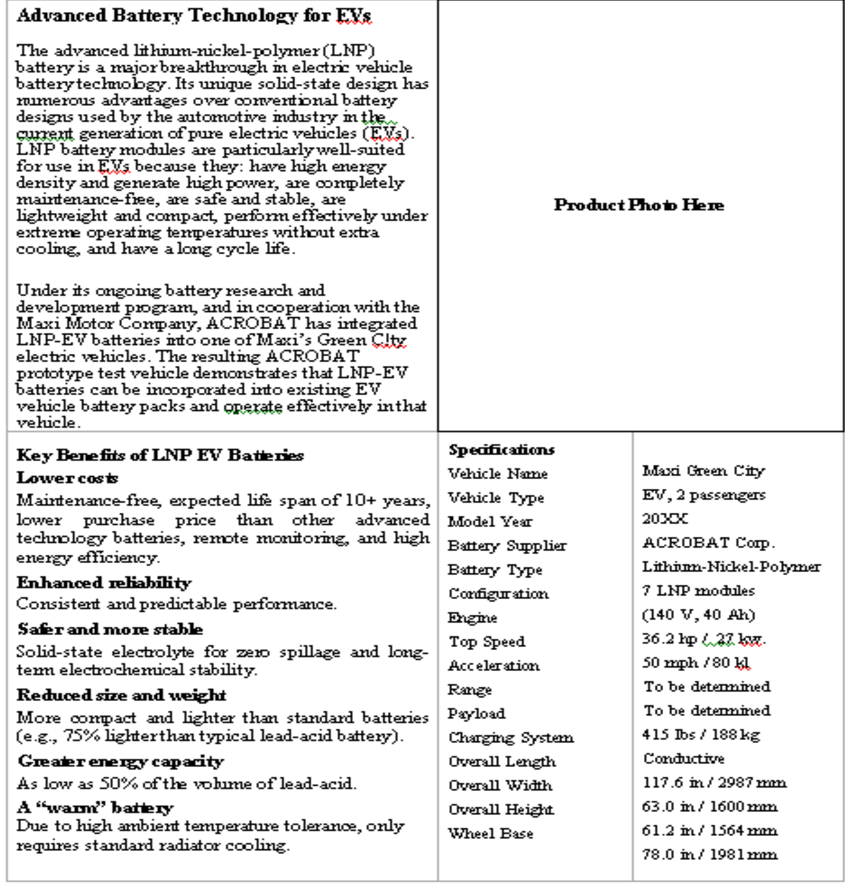 Advanced Battery Technology for EVs
The advanced lithium-nickel-polymer (LNP)
battery is a major breakthrough in electric vehicle
battery technology. Its unique solid-state design has
numerous advantages over conventional battery
designs used by the automotive industry in the
current generation of pure electric vehicles (EVs).
LNP battery modules are particularly well-suited
for use in EVs because they: have high energy
density and generate high power, are completely
maintenance-free, are safe and stable, are
lightweight and compact, perform effectively under
extreme operating temperatures without extra
cooling, and have a long cycle life.
Under its ongoing battery research and
development program, and in cooperation with the
Maxi Motor Company, ACROBAT has integrated
LNP-EV batteries into one of Maxi's Green C!ty
electric vehicles. The resulting ACROBAT
prototype test vehicle demonstrates that LNP-EV
batteries can be incorporated into existing EV
vehicle battery packs and operate effectively in that
vehicle.
Product Photo Here
Key Benefits of LNP EV Batteries
Lower costs
Maintenance-free, expected life span of 10+ years,
lower purchase price than other advanced
technology batteries, remote monitoring, and high
energy efficiency.
Enhanced reliability
Consistent and predictable performance.
Safer and more stable
Solid-state electrolyte for zero spillage and long-
term electrochemical stability.
Reduced size and weight
More compact and lighter than standard batteries
(e.g., 75% lighter than typical lead-acid battery).
Greater energy capacity
As low as 50% of the volume of lead-acid.
A “warm” battery
Due to high ambient temperature tolerance, only
requires standard radiator cooling.
Specifications
Vehicle Name
Vehicle Type
Model Year
Battery Supplier
Battery Type
Configuration
Engine
Top Speed
Acceleration
Range
Payload
Charging System
Overall Length
Overall Width
Overall Height
Wheel Base
Maxi Green City
EV, 2 passengers
20XX
ACROBAT Corp.
Lithium-Nickel-Polymer
7 LNP modules
(140 V, 40 Ah)
36.2 hp / 27 kw.
50 mph / 80 kl
To be determined
To be determined
415 lbs / 188 kg
Conductive
117.6 in / 2987 mm
63.0 in / 1600 mm
61.2 in / 1564 mm
78.0 in / 1981 mm